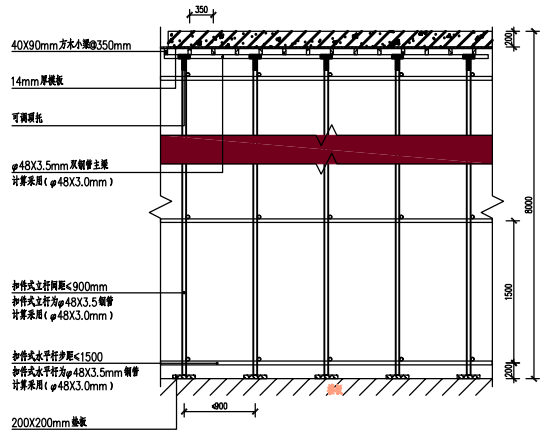 350
40X90mm方木小梁@350mm
200
14mm厚模板
可调顶托
φ48X3.5mm双钢管主梁
计算采用(φ48X3.0mm)
8000
扣件式立杆间距≤900mm
扣件式立杆为φ48X3.5钢管
计算采用(φ48X3.0mm)
1500
扣件式水平杆步距≤1500
扣件式水平杆为φ48X3.5mm钢管
计算采用(φ48X3.0mm)
200
≤900
200X200mm垫板